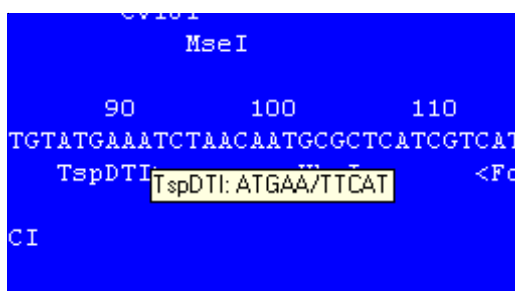 MseI
90 100 110
TGTATGAAATCTAACAATGCGCTCATCGTCAT
TspDTI <Fo
TspDTI: ATGAA/TTCAT
CI